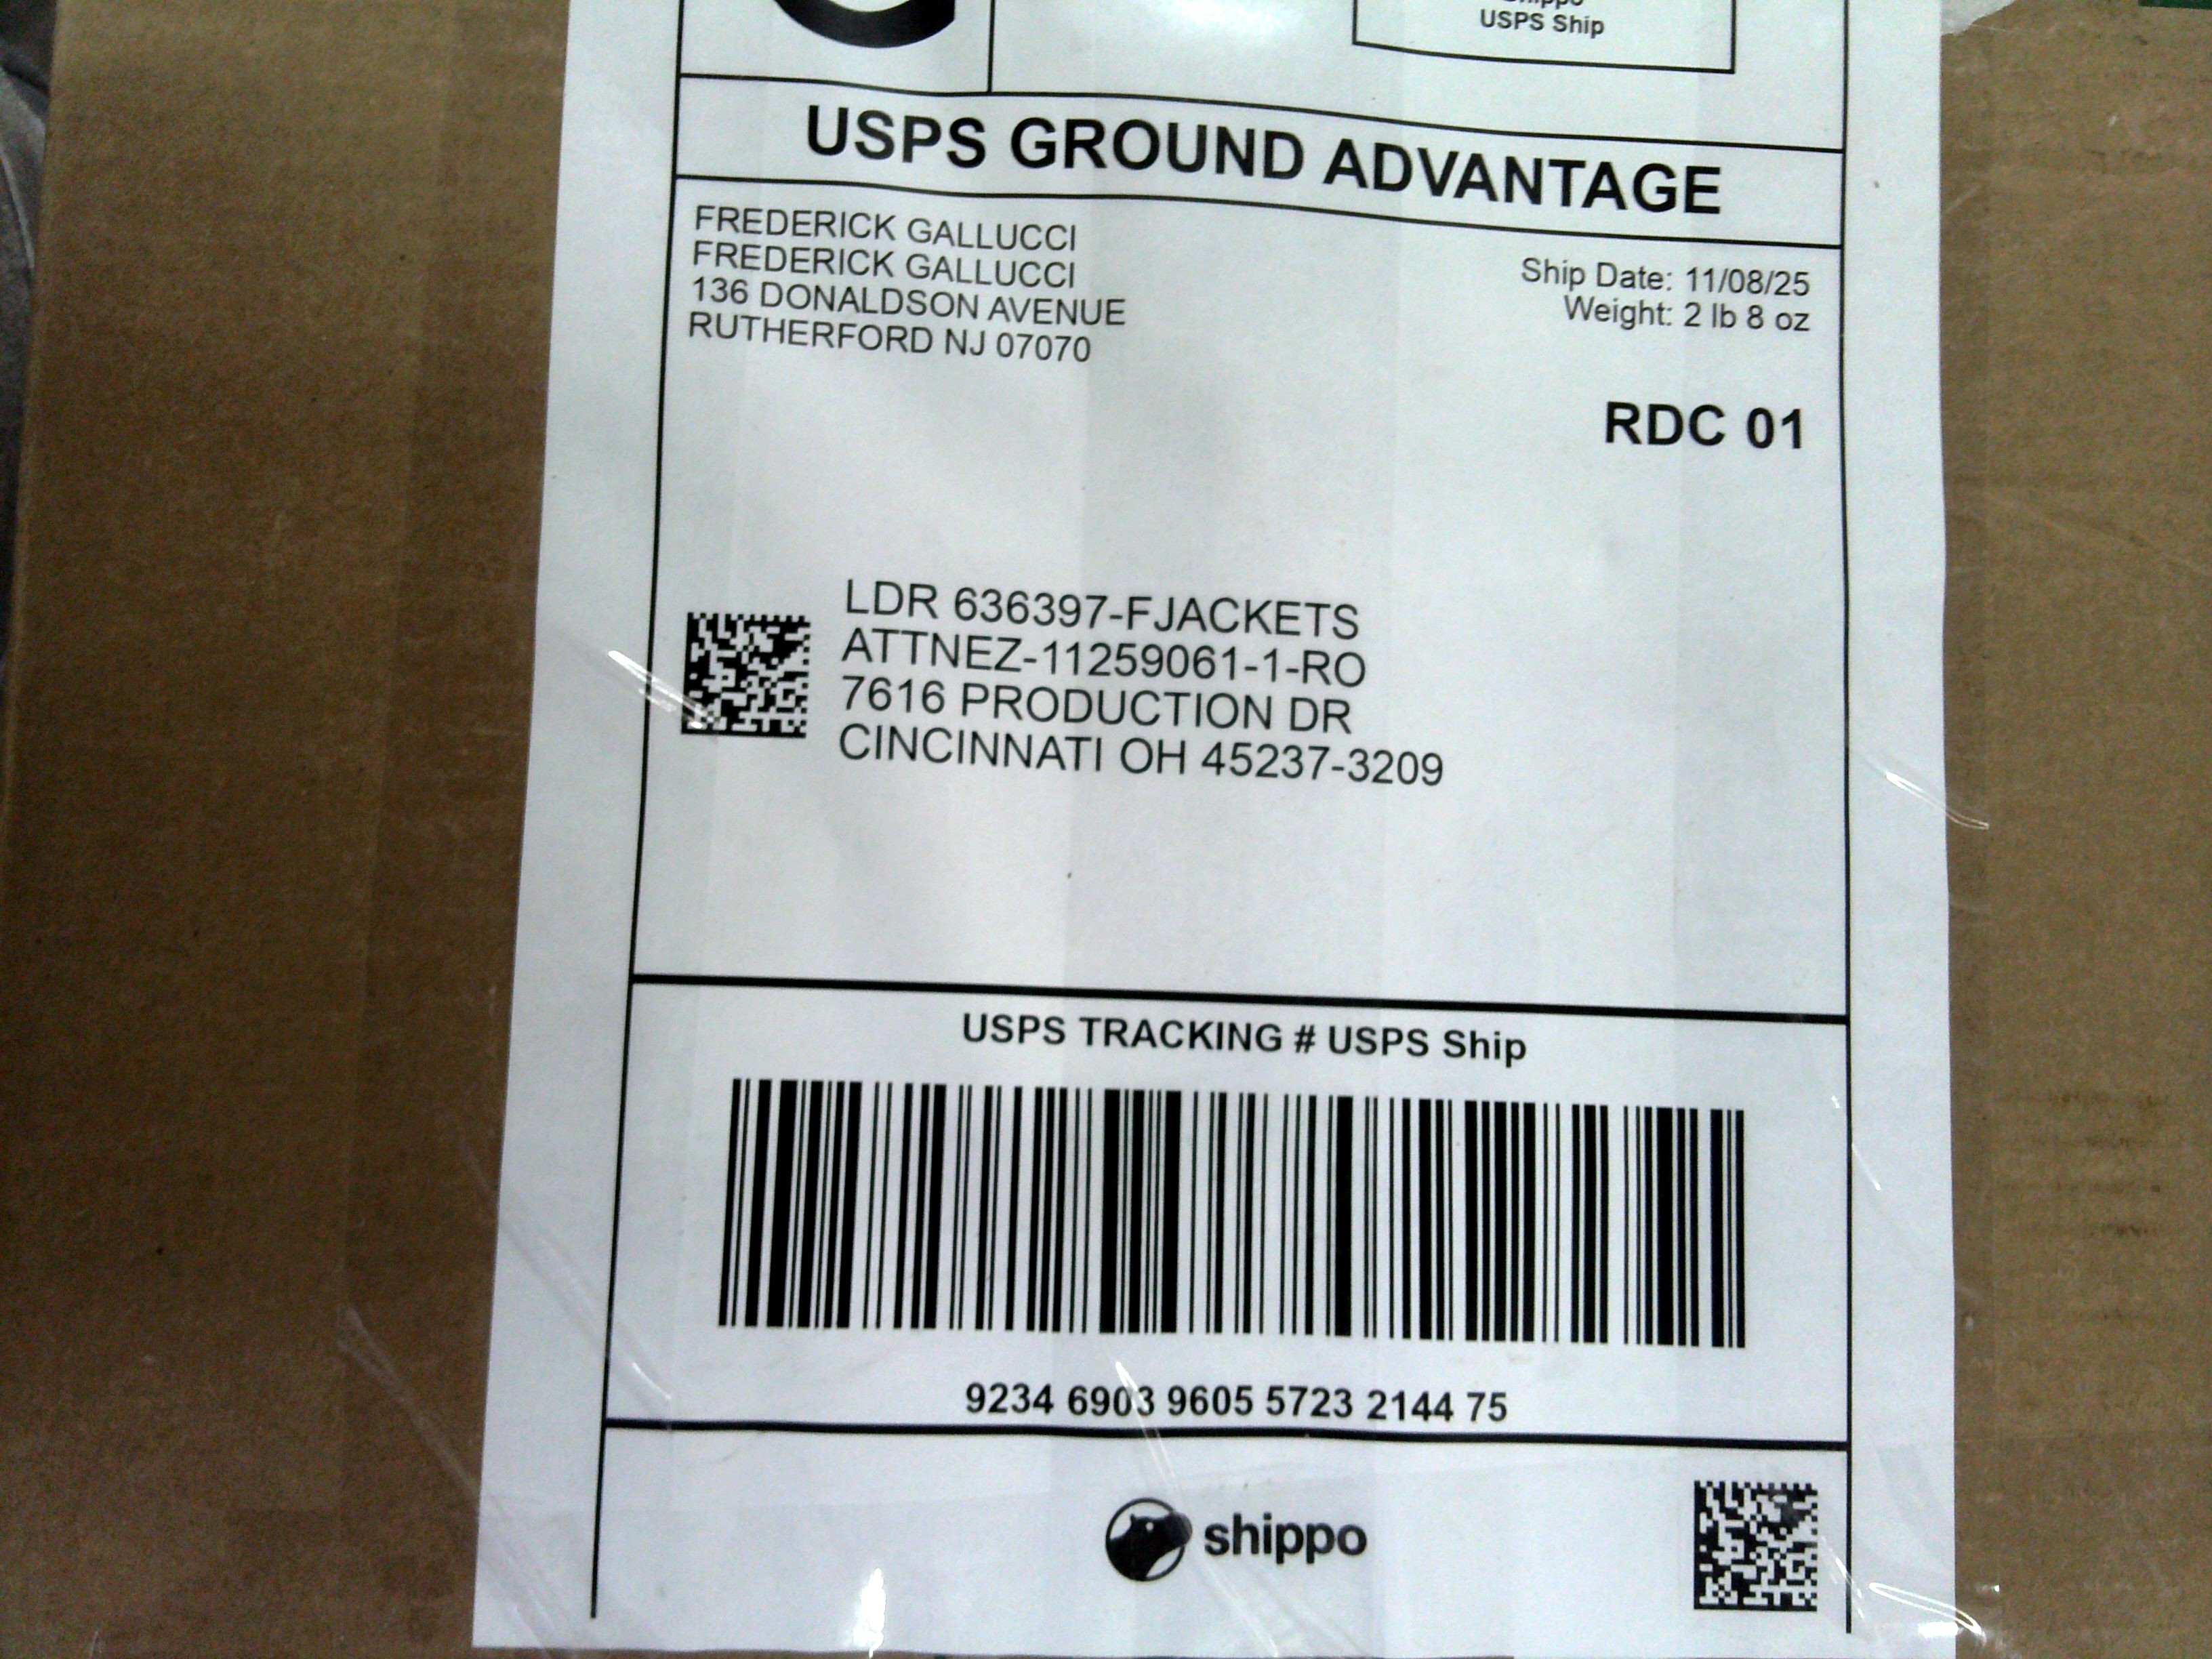 USPS Ship
USPS GROUND ADVANTAGE
FREDERICK GALLUCCI
FREDERICK GALLUCCI
136 DONALDSON AVENUE
RUTHERFORD NJ 07070
Ship Date: 11/08/25
Weight: 2 lb 8 oz
RDC 01
LDR 636397-FJACKETS
ATTNEZ-11259061-1-RO
7616 PRODUCTION DR
CINCINNATI OH 45237-3209
USPS TRACKING # USPS Ship
9234 6903 9605 5723 2144 75
shippo